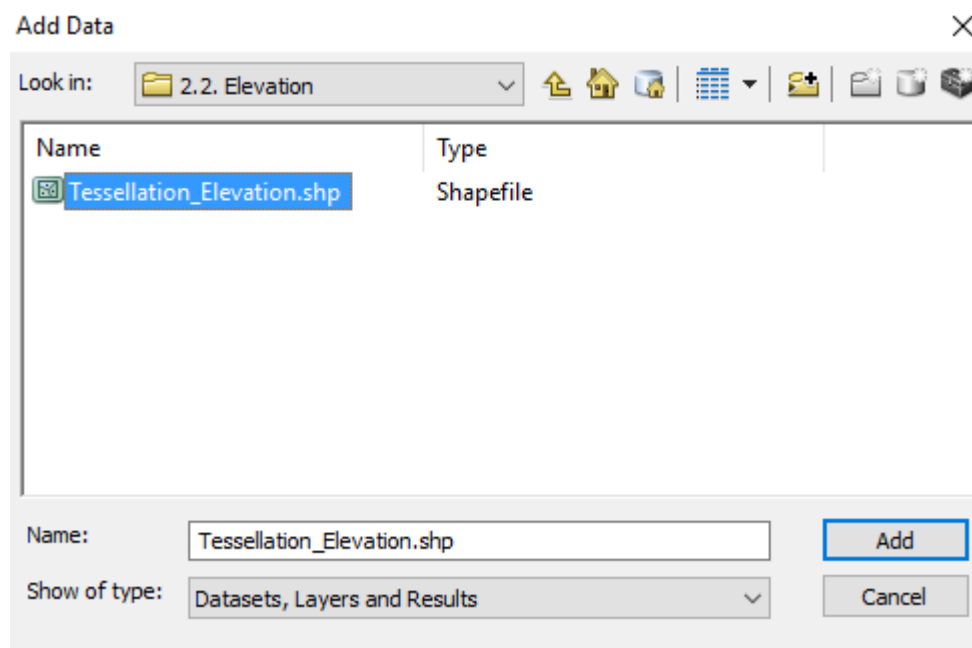 Add Data
Look in: 2.2. Elevation
Name Type
Tessellation_Elevation.shp Shapefile
Name: Tessellation_Elevation.shp Add
Show of type: Datasets, Layers and Results Cancel